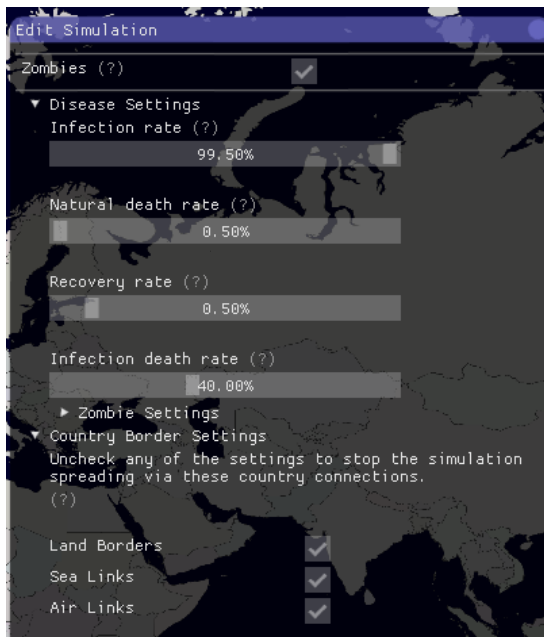 Edit Simulation
Zombies (?)
Disease Settings
Infection rate (?)
99.50%
Natural death rate (?)
0.50%
Recovery rate (?)
0.50%
Infection death rate (?)
40.00%
Zombie Settings
Country Border Settings
Uncheck any of the settings to stop the simulation
spreading via these country connections.
(?)
Land Borders
Sea Links
Air Links